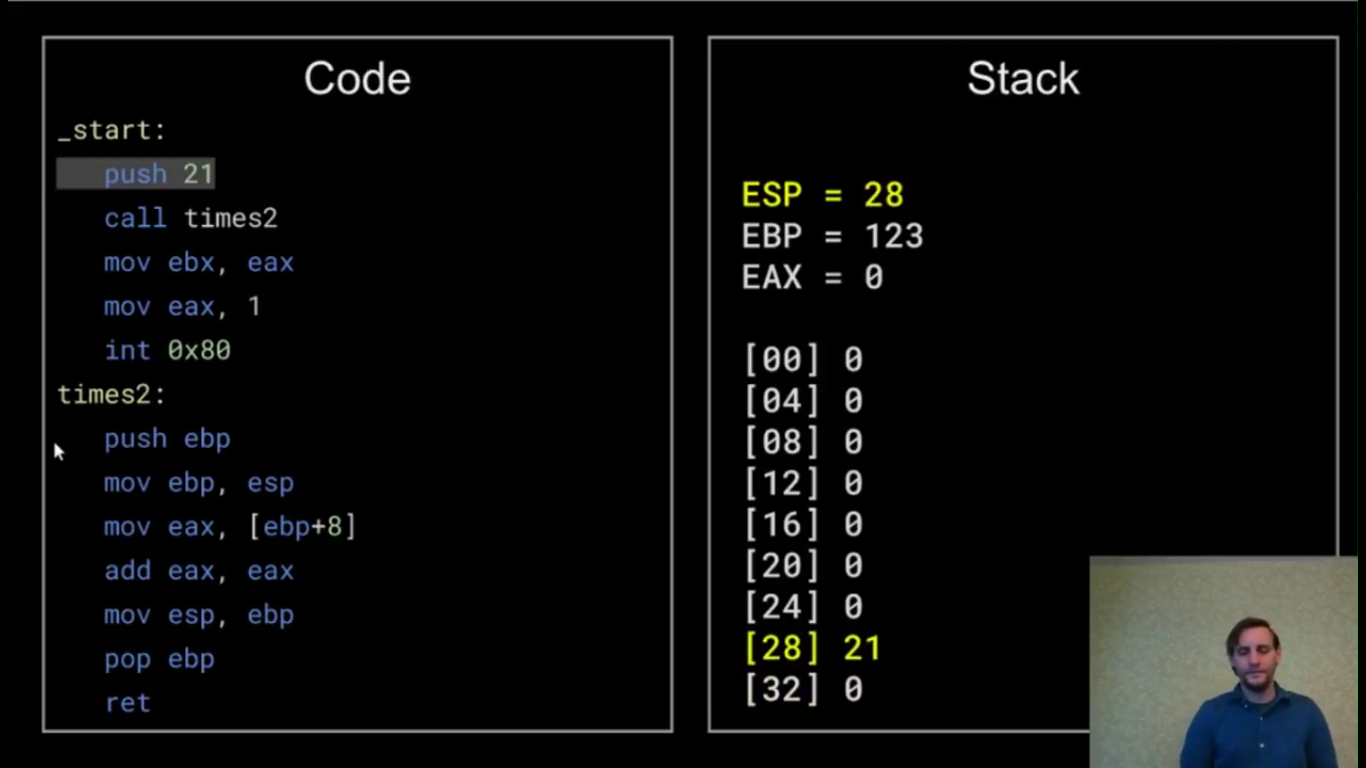 Code
_start:
push 21
call times2
mov ebx, eax
mov eax, 1
int 0x80
times2:
push ebp
mov ebp, esp
mov eax, [ebp+8]
add eax, eax
mov esp, ebp
pop ebp
ret
Stack
ESP = 28
EBP = 123
EAX = 0
[00] 0
[04] 0
[08] 0
[12] 0
[16] 0
[20] 0
[24] 0
[28] 21
[32] 0